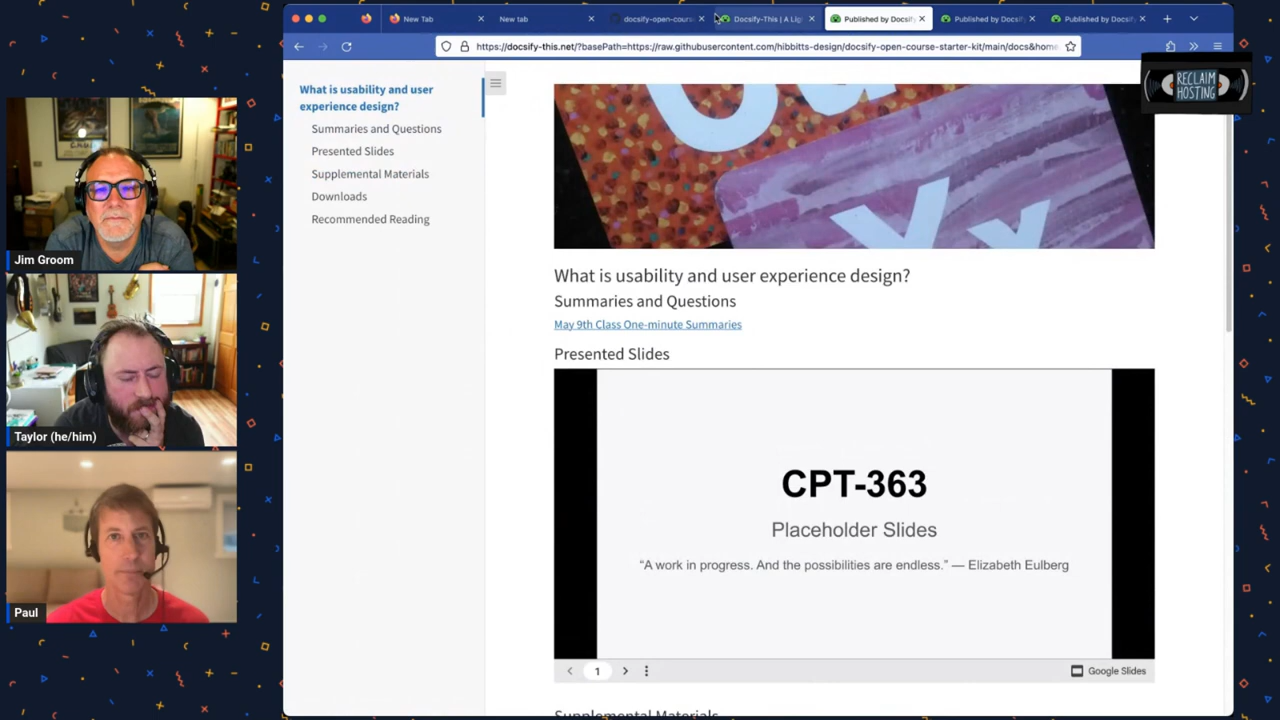 New Tab
New tab
docsify-open-cours
Docsify-This | A Lig
Published by Docsify
Published by Docsify
Published by Docsify
https://docsify-this.net/?basePath=https://raw.githubusercontent.com/hibbitts-design/docsify-open-course-starter-kit/main/docs&home
RECLAIM
HOSTING
What is usability and user
experience design?
Summaries and Questions
Presented Slides
Supplemental Materials
Downloads
Recommended Reading
What is usability and user experience design?
Summaries and Questions
May 9th Class One-minute Summaries
Presented Slides
CPT-363
Placeholder Slides
“A work in progress. And the possibilities are endless.” — Elizabeth Eulberg
1
Google Slides
Supplemental Materials
Jim Groom
Taylor (he/him)
Paul